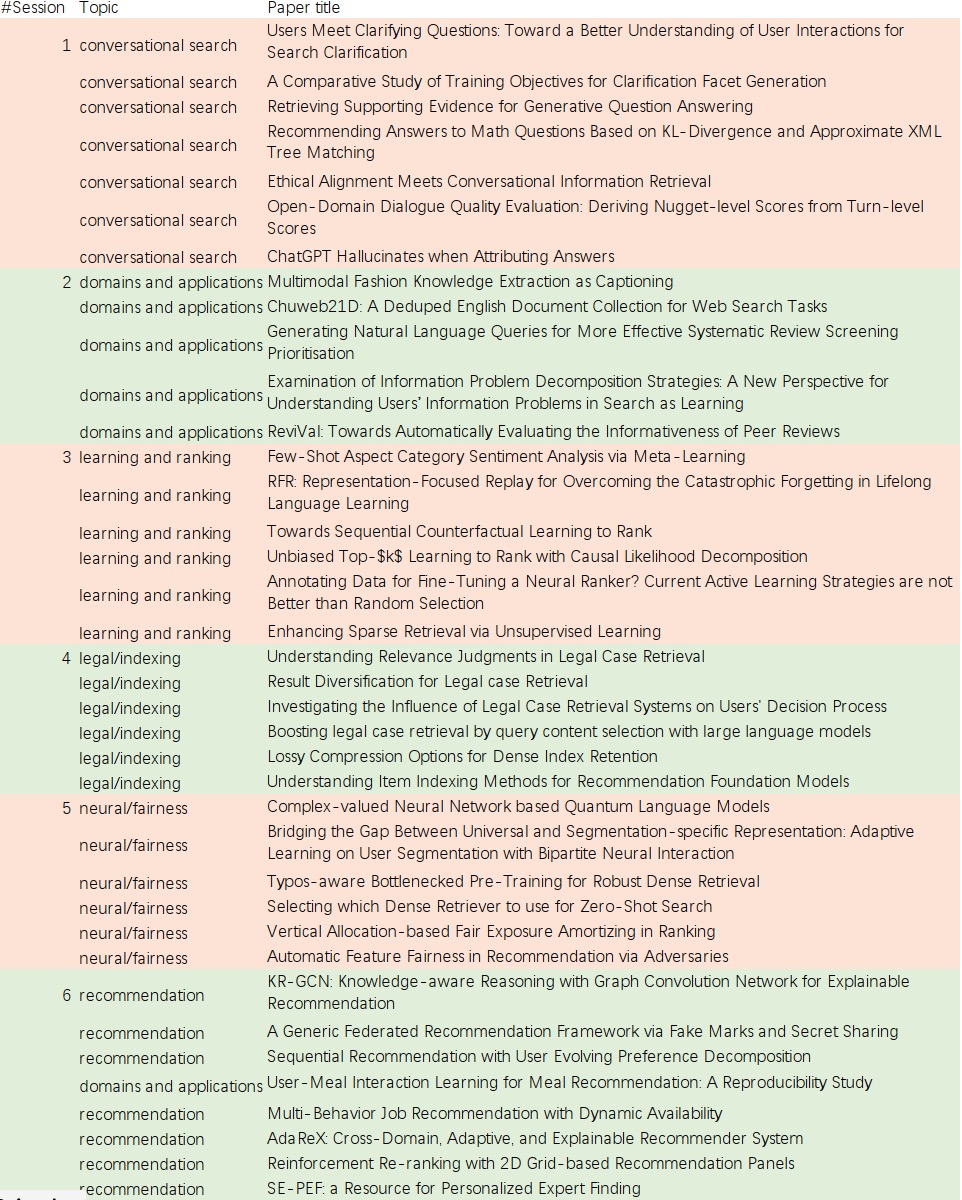 #Session Topic Paper title
1 conversational search Users Meet Clarifying Questions: Toward a Better Understanding of User Interactions for
Search Clarification
conversational search A Comparative Study of Training Objectives for Clarification Facet Generation
conversational search Retrieving Supporting Evidence for Generative Question Answering
conversational search Recommending Answers to Math Questions Based on KL-Divergence and Approximate XML
Tree Matching
conversational search Ethical Alignment Meets Conversational Information Retrieval
conversational search Open-Domain Dialogue Quality Evaluation: Deriving Nugget-level Scores from Turn-level
Scores
conversational search ChatGPT Hallucinates when Attributing Answers
2 domains and applications Multimodal Fashion Knowledge Extraction as Captioning
domains and applications Chuweb21D: A Deduped English Document Collection for Web Search Tasks
domains and applications Generating Natural Language Queries for More Effective Systematic Review Screening
Prioritisation
domains and applications Examination of Information Problem Decomposition Strategies: A New Perspective for
Understanding Users' Information Problems in Search as Learning
domains and applications ReviVal: Towards Automatically Evaluating the Informativeness of Peer Reviews
3 learning and ranking Few-Shot Aspect Category Sentiment Analysis via Meta-Learning
learning and ranking RFR: Representation-Focused Replay for Overcoming the Catastrophic Forgetting in Lifelong
Language Learning
learning and ranking Towards Sequential Counterfactual Learning to Rank
learning and ranking Unbiased Top-$k$ Learning to Rank with Causal Likelihood Decomposition
learning and ranking Annotating Data for Fine-Tuning a Neural Ranker? Current Active Learning Strategies are not
Better than Random Selection
learning and ranking Enhancing Sparse Retrieval via Unsupervised Learning
4 legal/indexing Understanding Relevance Judgments in Legal Case Retrieval
legal/indexing Result Diversification for Legal case Retrieval
legal/indexing Investigating the Influence of Legal Case Retrieval Systems on Users' Decision Process
legal/indexing Boosting legal case retrieval by query content selection with large language models
legal/indexing Lossy Compression Options for Dense Index Retention
legal/indexing Understanding Item Indexing Methods for Recommendation Foundation Models
5 neural/fairness Complex-valued Neural Network based Quantum Language Models
neural/fairness Bridging the Gap Between Universal and Segmentation-specific Representation: Adaptive
Learning on User Segmentation with Bipartite Neural Interaction
neural/fairness Typos-aware Bottlenecked Pre-Training for Robust Dense Retrieval
neural/fairness Selecting which Dense Retriever to use for Zero-Shot Search
neural/fairness Vertical Allocation-based Fair Exposure Amortizing in Ranking
neural/fairness Automatic Feature Fairness in Recommendation via Adversaries
6 recommendation KR-GCN: Knowledge-aware Reasoning with Graph Convolution Network for Explainable
Recommendation
recommendation A Generic Federated Recommendation Framework via Fake Marks and Secret Sharing
recommendation Sequential Recommendation with User Evolving Preference Decomposition
domains and applications User-Meal Interaction Learning for Meal Recommendation: A Reproducibility Study
recommendation Multi-Behavior Job Recommendation with Dynamic Availability
recommendation AdaReX: Cross-Domain, Adaptive, and Explainable Recommender System
recommendation Reinforcement Re-ranking with 2D Grid-based Recommendation Panels
recommendation SE-PEF: a Resource for Personalized Expert Finding